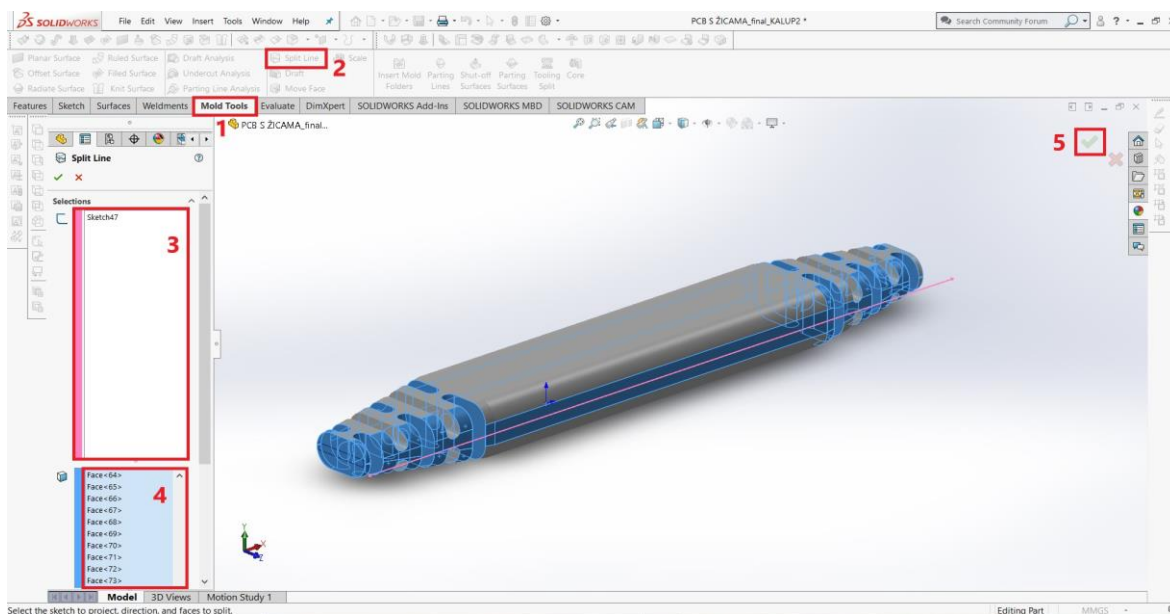 SOLIDWORKS File Edit View Insert Tools Window Help PCB S ŽICAMA_final_KALUP2 * Search Community Forum ?
Planar Surface Ruled Surface Draft Analysis Split Line 2 Scale
Offset Surface Filled Surface Undercut Analysis Draft Insert Mold Folders Parting Lines Shut-off Surfaces Parting Surfaces Tooling Split Core
Radiate Surface Knit Surface Parting Line Analysis Move Face
Features Sketch Surfaces Weldments Mold Tools Evaluate DimXpert SOLIDWORKS Add-Ins SOLIDWORKS MBD SOLIDWORKS CAM
1 PCB S ŽICAMA_final...
5
Split Line
Selections
Sketch47
3
Face<64>
Face<65>
Face<66>
4
Face<67>
Face<68>
Face<69>
Face<70>
Face<71>
Face<72>
Face<73>
Y
X
Z
Model 3D Views Motion Study 1
Select the sketch to project, direction, and faces to split. Editing Part MMGS